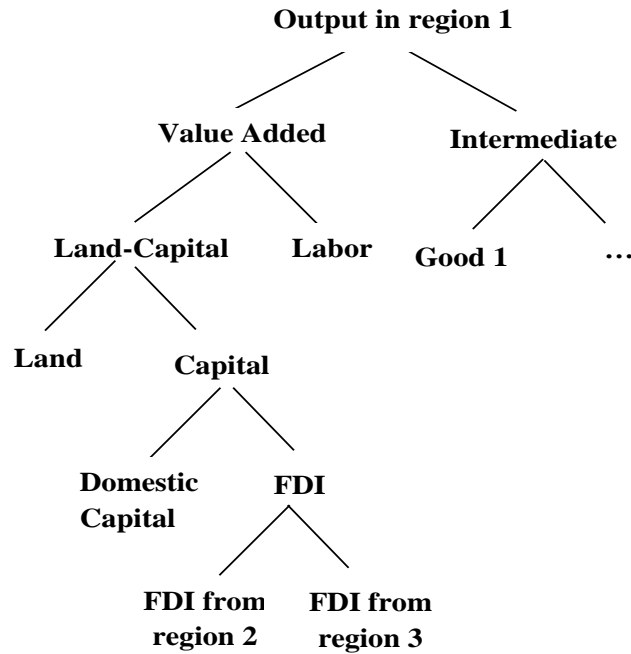 Output in region 1
Value Added
Intermediate
Land-Capital
Labor
Good 1
...
Land
Capital
Domestic
Capital
FDI
FDI from
region 2
FDI from
region 3